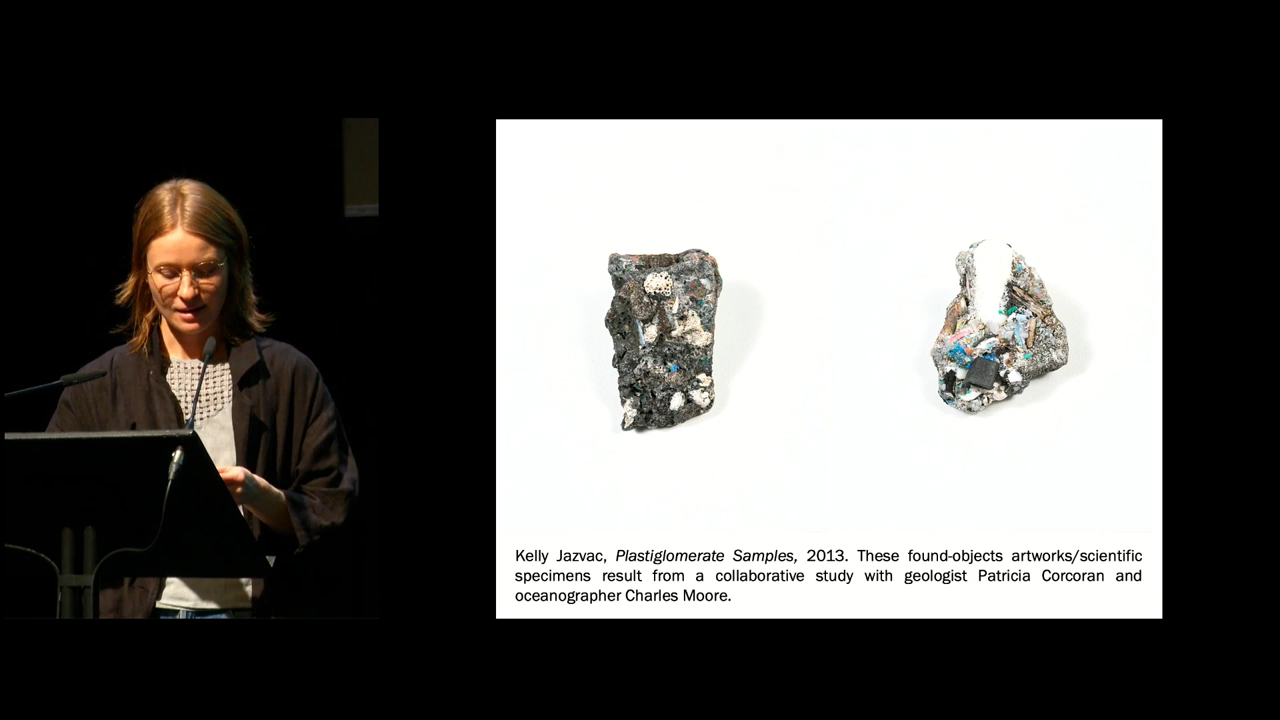 Kelly Jazvac, Plastiglomerate Samples, 2013. These found-objects artworks/scientific
specimens result from a collaborative study with geologist Patricia Corcoran and
oceanographer Charles Moore.